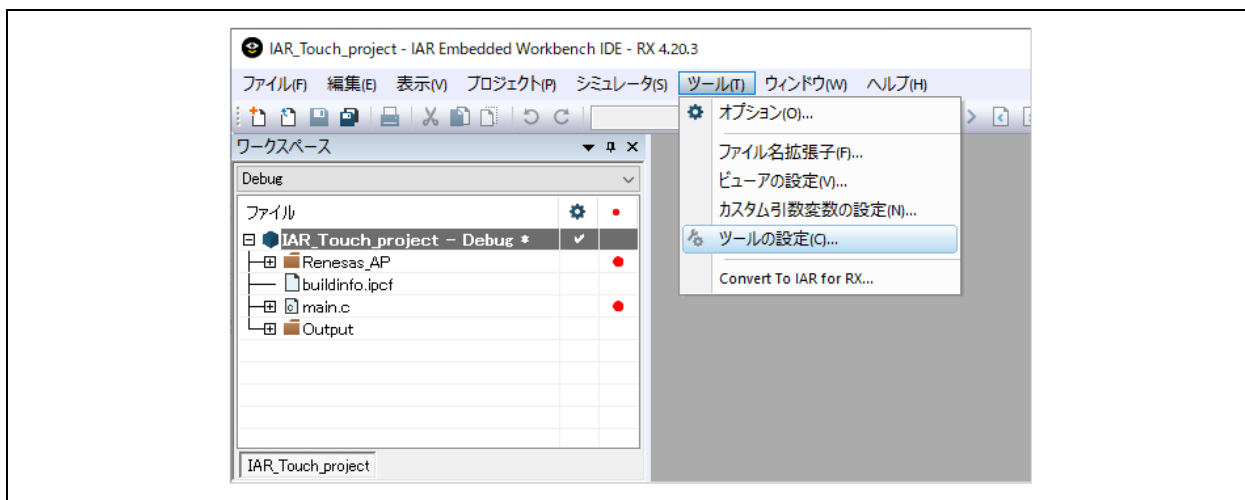 IAR_Touch_project - IAR Embedded Workbench IDE - RX 4.20.3
ファイル(F) 編集(E) 表示(V) プロジェクト(P) シミュレータ(S) ツール(T) ウィンドウ(W) ヘルプ(H)
オプション(O)...
ワークスペース
ファイル名拡張子(F)...
Debug
ビューアの設定(V)...
ファイル
カスタム引数変数の設定(N)...
IAR_Touch_project - Debug *
ツールの設定(C)...
Renesas_AP
buildinfo.ipcf
Convert To IAR for RX...
main.c
Output
IAR_Touch_project